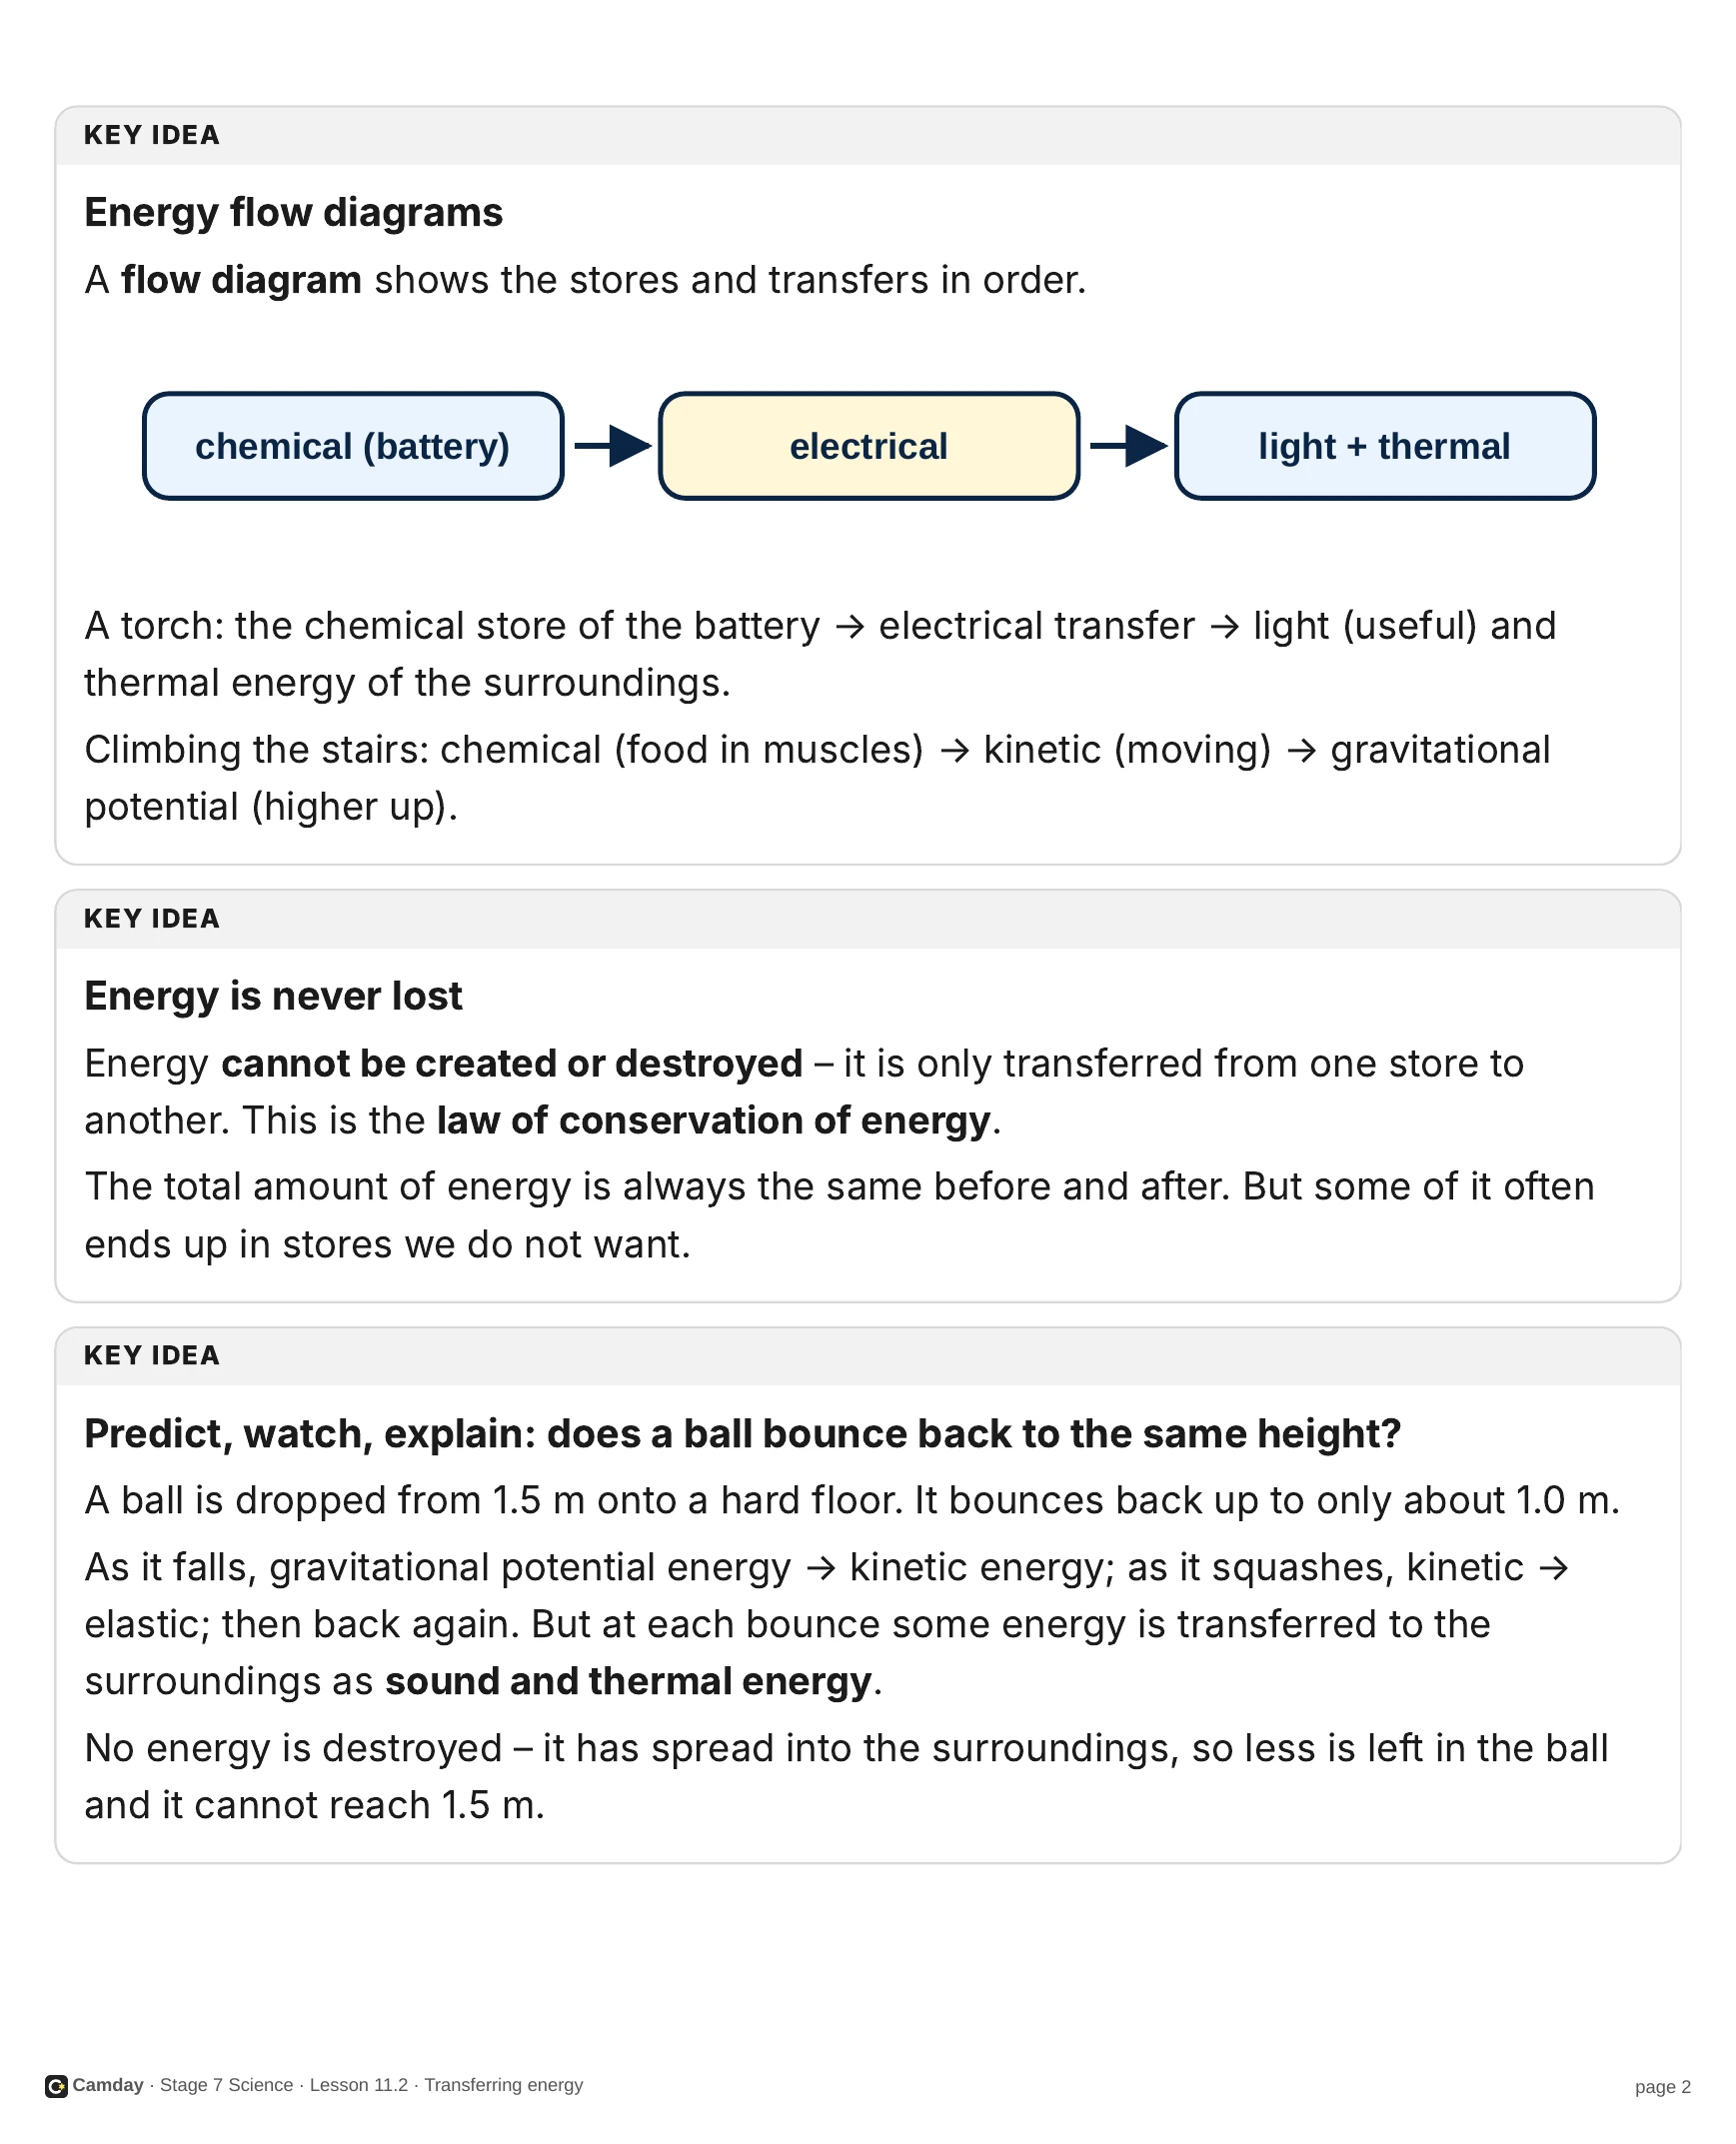 KEY IDEA
Energy flow diagrams
A flow diagram shows the stores and transfers in order.
chemical (battery)
electrical
light + thermal
A torch: the chemical store of the battery → electrical transfer → light (useful) and
thermal energy of the surroundings.
Climbing the stairs: chemical (food in muscles) → kinetic (moving) → gravitational
potential (higher up).
KEY IDEA
Energy is never lost
Energy cannot be created or destroyed – it is only transferred from one store to
another. This is the law of conservation of energy.
The total amount of energy is always the same before and after. But some of it often
ends up in stores we do not want.
KEY IDEA
Predict, watch, explain: does a ball bounce back to the same height?
A ball is dropped from 1.5 m onto a hard floor. It bounces back up to only about 1.0 m.
As it falls, gravitational potential energy → kinetic energy; as it squashes, kinetic →
elastic; then back again. But at each bounce some energy is transferred to the
surroundings as sound and thermal energy.
No energy is destroyed – it has spread into the surroundings, so less is left in the ball
and it cannot reach 1.5 m.
Camday · Stage 7 Science · Lesson 11.2 · Transferring energy
page 2